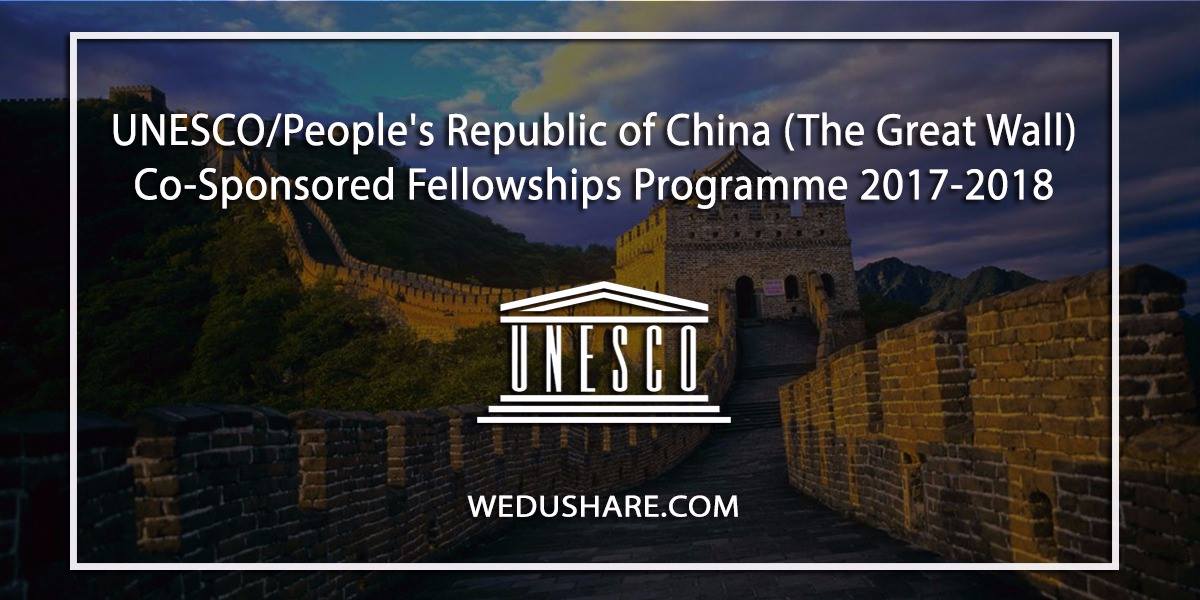 UNESCO/People's Republic of China (The Great Wall)
Co-Sponsored Fellowships Programme 2017-2018
UNESCO
WEDUSHARE.COM